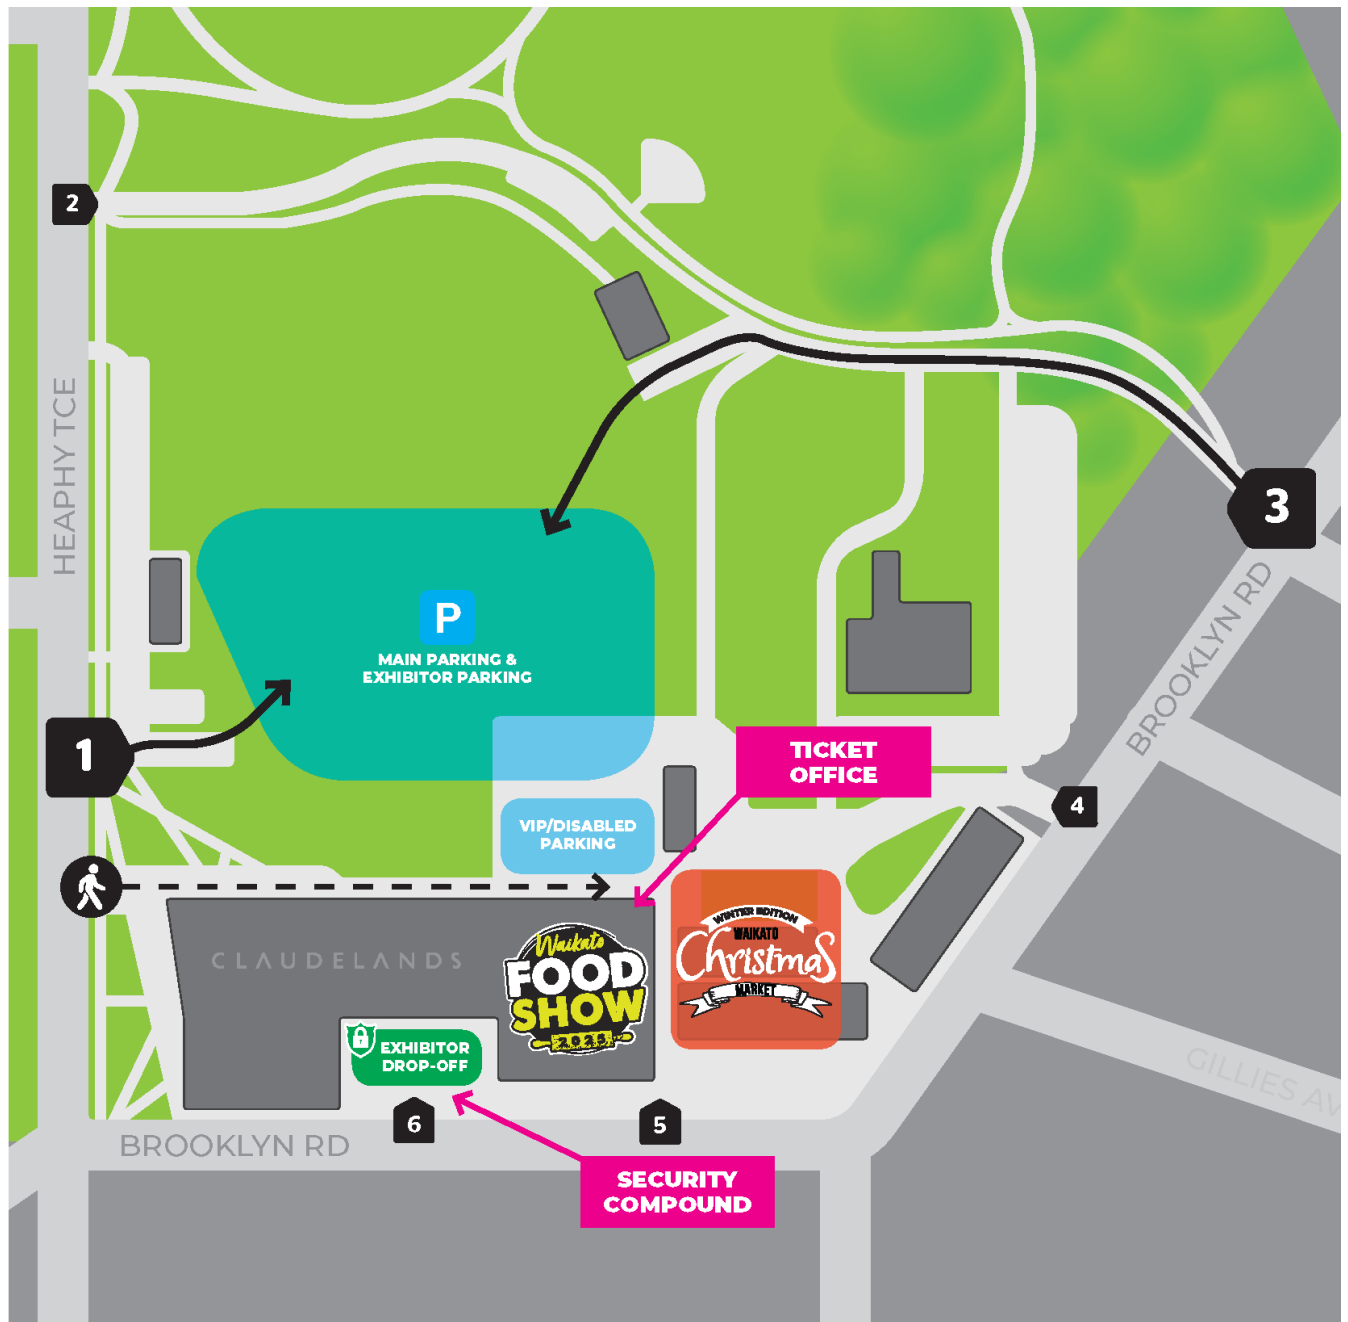 2
HEAPHY TCE
3
P
MAIN PARKING &
EXHIBITOR PARKING
BROOKLYN RD
1
TICKET
OFFICE
4
VIP/DISABLED
PARKING
WINTER EDITION
WAIKATO
Christmas
MARKET
CLAUDELANDS
Waikato
FOOD
SHOW
2025
EXHIBITOR
DROP-OFF
GILLIES AV
6
5
BROOKLYN RD
SECURITY
COMPOUND